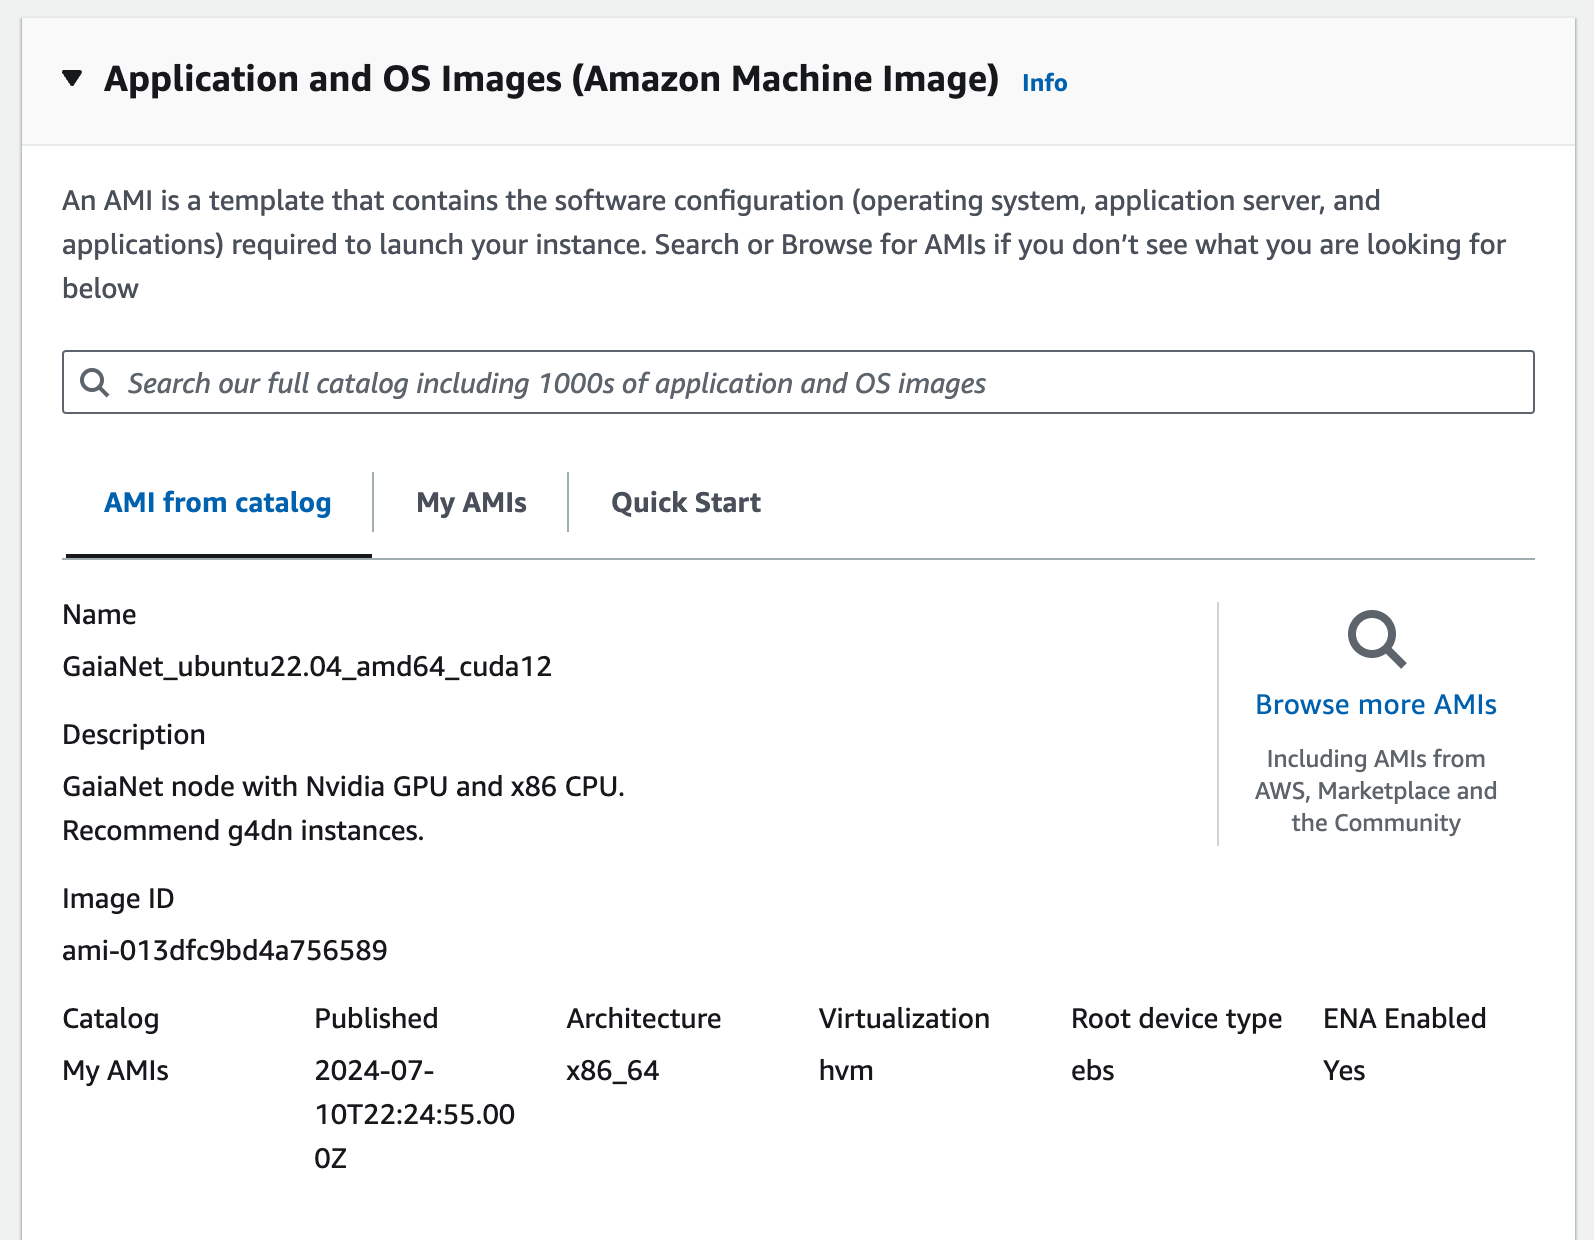 Application and OS Images (Amazon Machine Image) Info
An AMI is a template that contains the software configuration (operating system, application server, and
applications) required to launch your instance. Search or Browse for AMIs if you don’t see what you are looking for
below
Search our full catalog including 1000s of application and OS images
AMI from catalog
My AMIs
Quick Start
Name
GaiaNet_ubuntu22.04_amd64_cuda12
Description
GaiaNet node with Nvidia GPU and x86 CPU.
Recommend g4dn instances.
Browse more AMIs
Including AMIs from
AWS, Marketplace and
the Community
Image ID
ami-013dfc9bd4a756589
Catalog
My AMIs
Published
2024-07-
10T22:24:55.00
0Z
Architecture
x86_64
Virtualization
hvm
Root device type
ebs
ENA Enabled
Yes